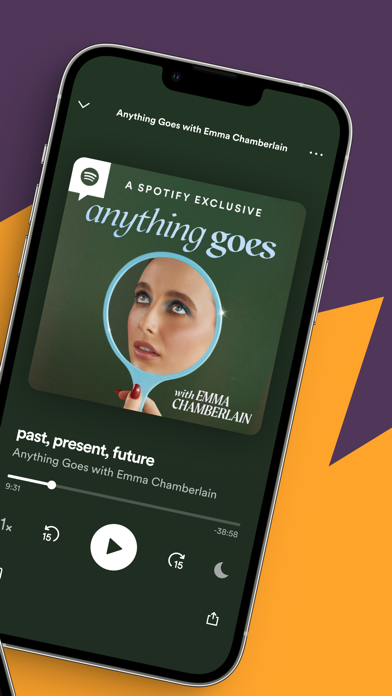 Anything Goes with Emma Chamberlain
A SPOTIFY EXCLUSIVE
anything goes
with EMMA
CHAMBERLAIN
past, present, future
Anything Goes with Emma Chamberlain
9:31
-38:58
1x
15
15